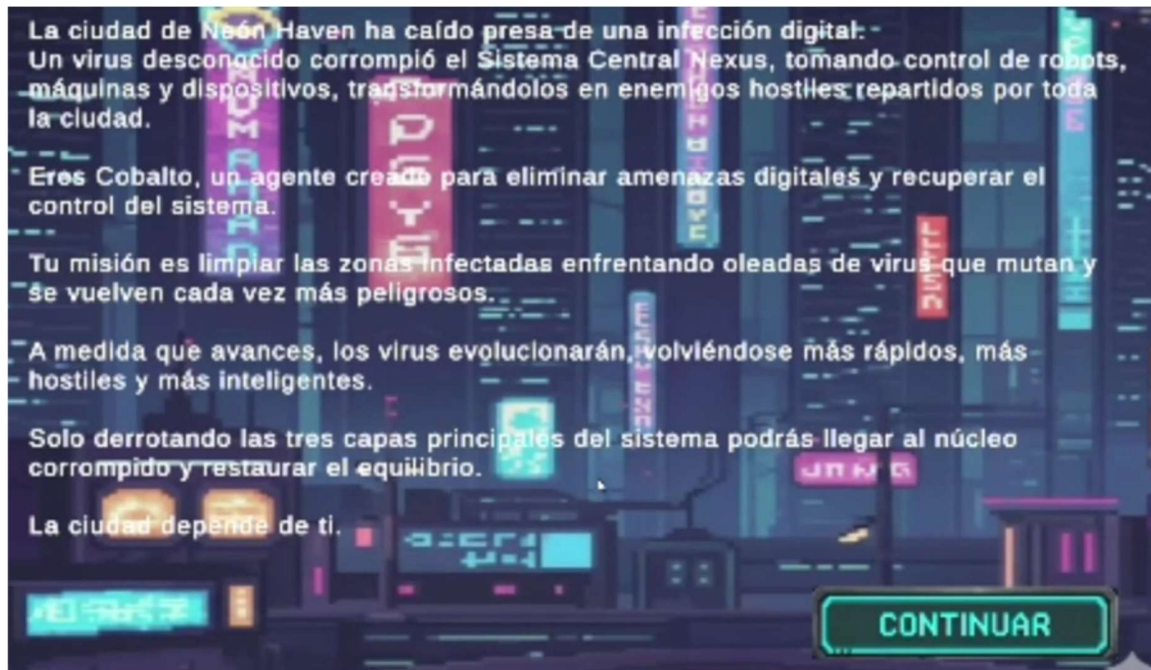 La ciudad de Neón Haven ha caído presa de una infección digital.
Un virus desconocido corrompió el Sistema Central Nexus, tomando control de robots,
máquinas y dispositivos, transformándolos en enemigos hostiles repartidos por toda
la ciudad.
Eres Cobalto, un agente creado para eliminar amenazas digitales y recuperar el
control del sistema.
Tu misión es limpiar las zonas infectadas enfrentando oleadas de virus que mutan y
se vuelven cada vez más peligrosos.
A medida que avances, los virus evolucionarán, volviéndose más rápidos, más
hostiles y más inteligentes.
Solo derrotando las tres capas principales del sistema podrás llegar al núcleo
corrompido y restaurar el equilibrio.
La ciudad depende de ti.
CONTINUAR